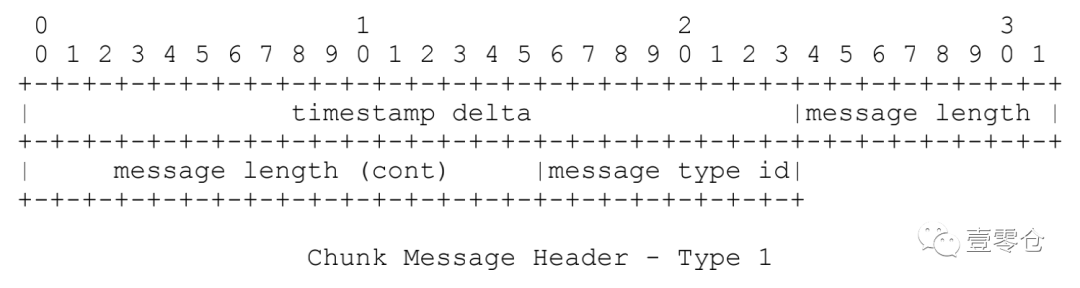 0                   1                   2                   3
 0 1 2 3 4 5 6 7 8 9 0 1 2 3 4 5 6 7 8 9 0 1 2 3 4 5 6 7 8 9 0 1
+-+-+-+-+-+-+-+-+-+-+-+-+-+-+-+-+-+-+-+-+-+-+-+-+-+-+-+-+-+-+-+-+
|                timestamp delta                |message length |
+-+-+-+-+-+-+-+-+-+-+-+-+-+-+-+-+-+-+-+-+-+-+-+-+-+-+-+-+-+-+-+-+
|     message length (cont)     |message type id|
+-+-+-+-+-+-+-+-+-+-+-+-+-+-+-+-+-+-+-+-+-+-+-+-+
壹零仓
Chunk Message Header - Type 1